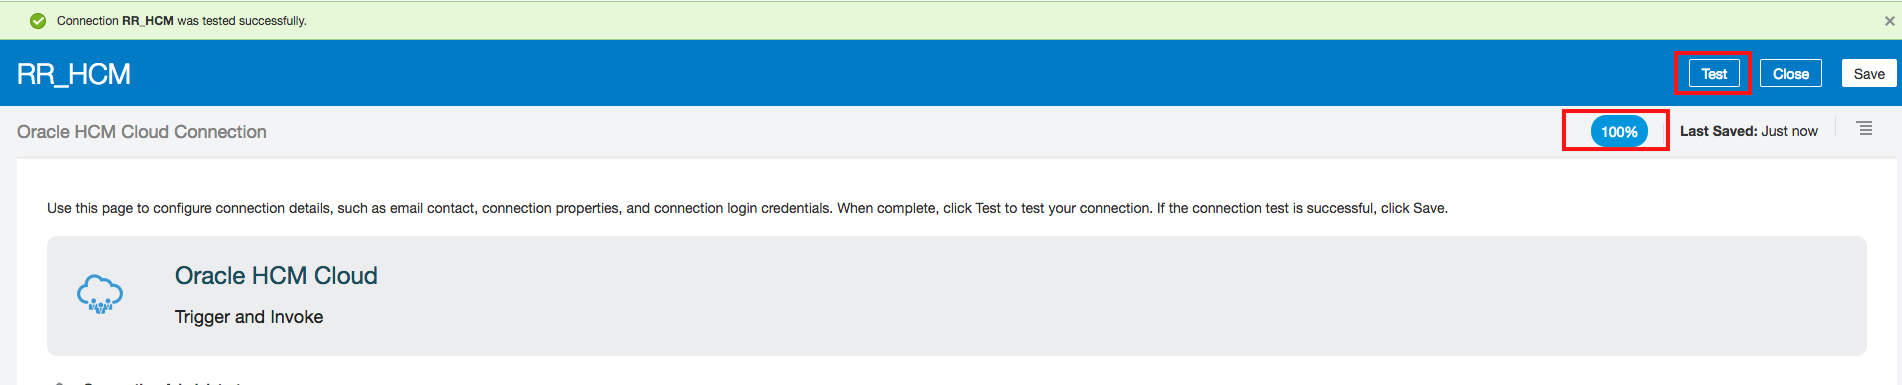 Connection RR_HCM was tested successfully.
RR_HCM
Test
Close
Save
Oracle HCM Cloud Connection
100%
Last Saved: Just now
Use this page to configure connection details, such as email contact, connection properties, and connection login credentials. When complete, click Test to test your connection. If the connection test is successful, click Save.
Oracle HCM Cloud
Trigger and Invoke